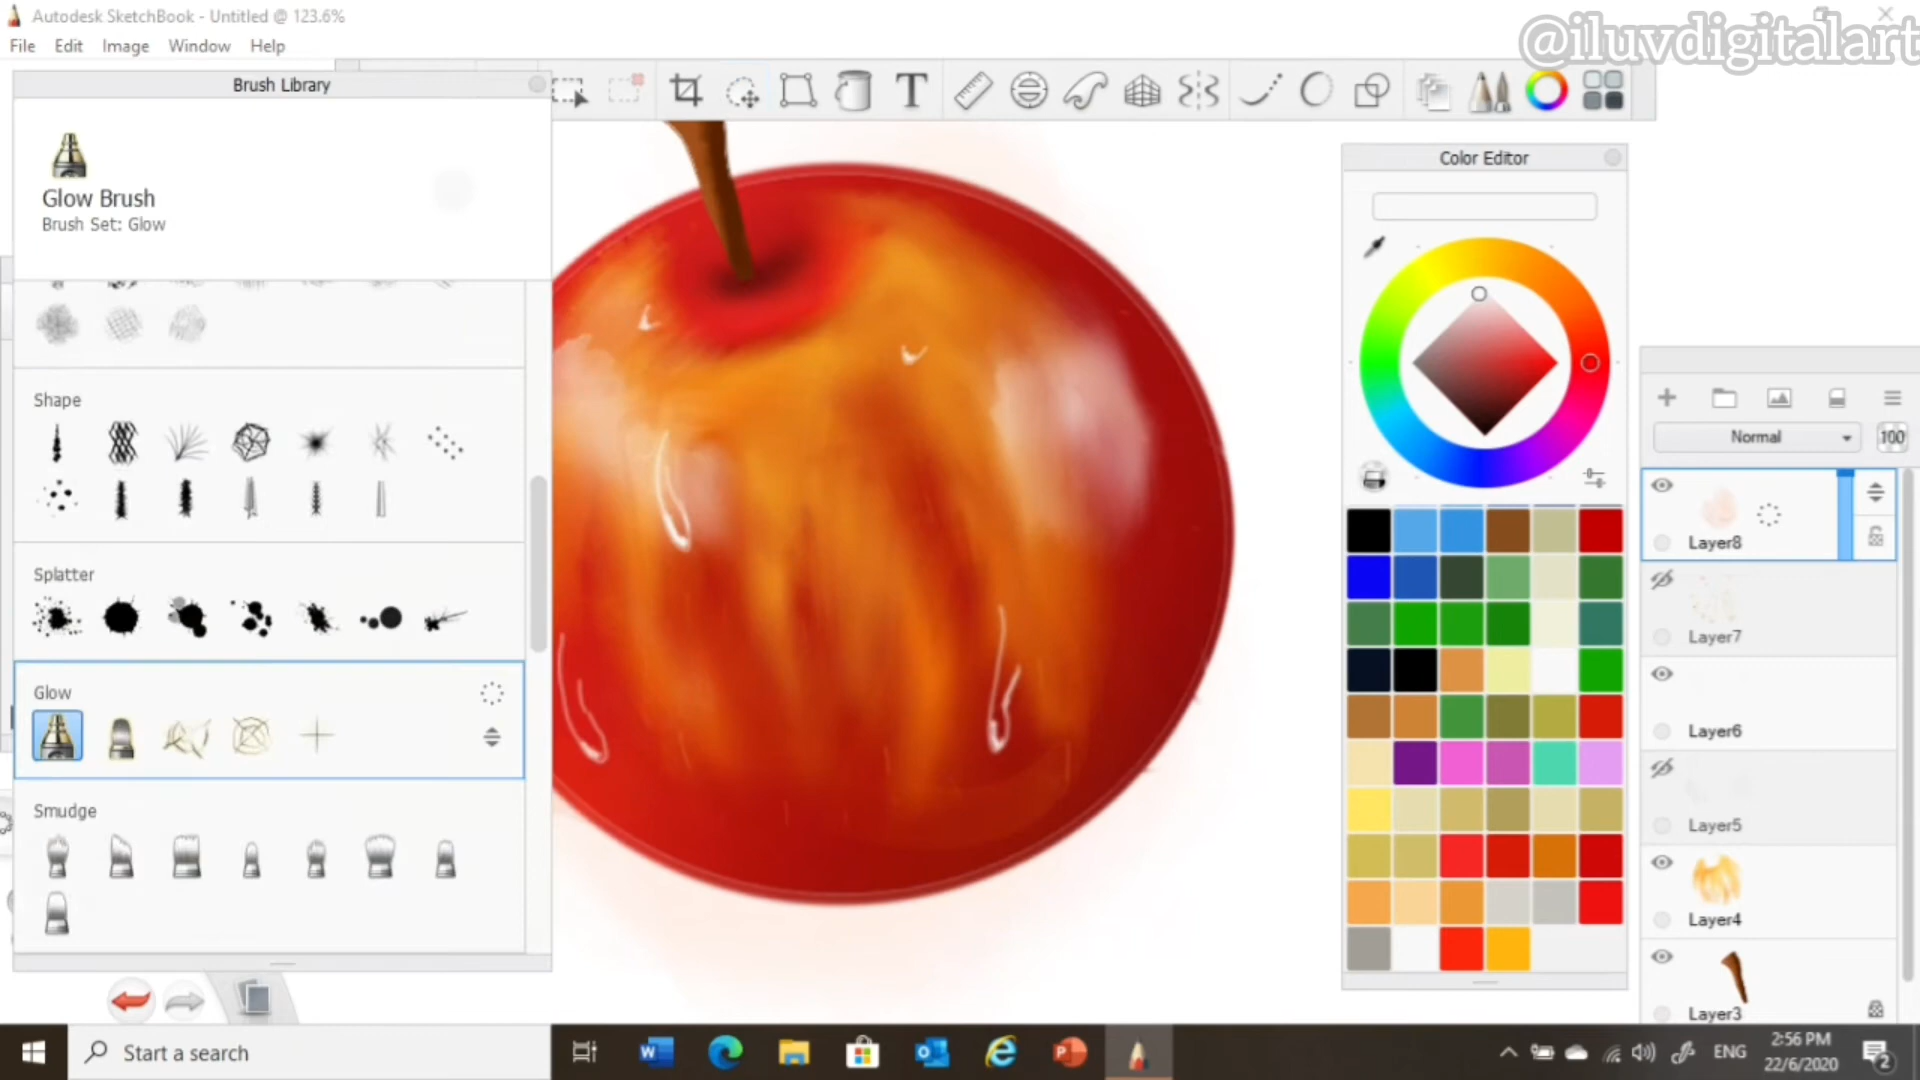 Autodesk SketchBook - Untitled @ 123.6%
@iluvdigitalart
File Edit Image Window Help
Brush Library
T
Glow Brush
Brush Set: Glow
Shape
Splatter
Glow
Smudge
Color Editor
Normal 100
Layer8
Layer7
Layer6
Layer5
Layer4
Layer3
Start a search
ENG
2:56 PM
22/6/2020
2